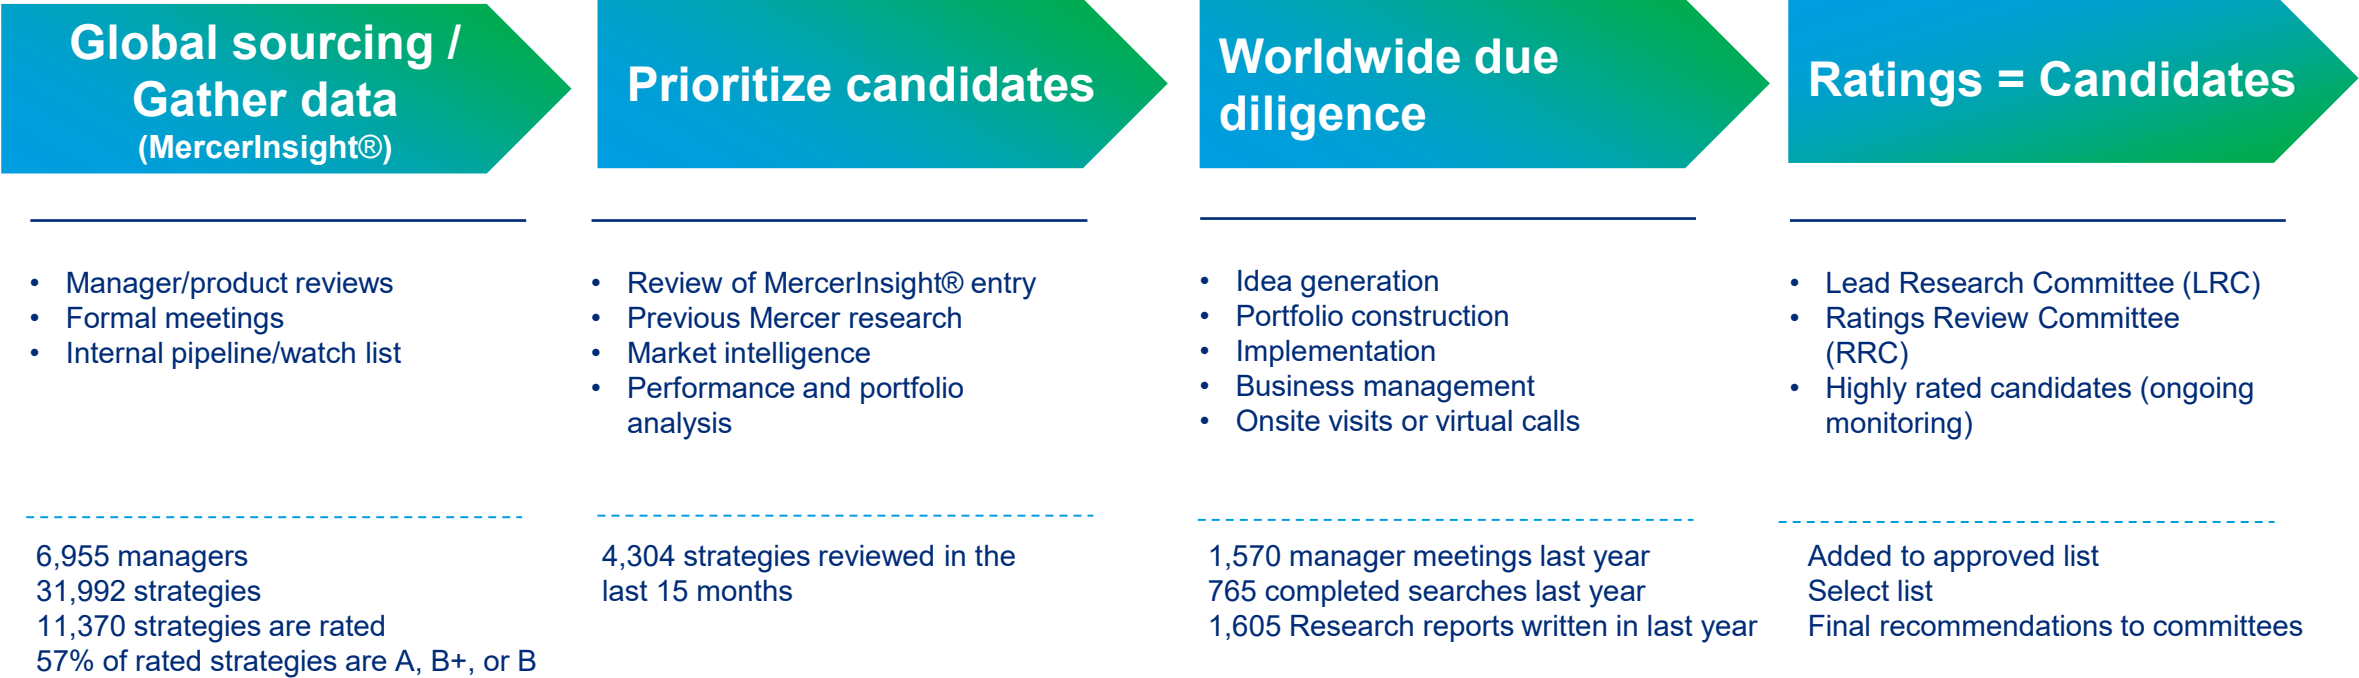 Global sourcing /
Gather data
(MercerInsight®)
Prioritize candidates
Worldwide due
diligence
Ratings = Candidates
• Manager/product reviews
• Formal meetings
• Internal pipeline/watch list
• Review of MercerInsight® entry
• Previous Mercer research
• Market intelligence
• Performance and portfolio
analysis
• Idea generation
• Portfolio construction
• Implementation
• Business management
• Onsite visits or virtual calls
• Lead Research Committee (LRC)
• Ratings Review Committee
(RRC)
• Highly rated candidates (ongoing
monitoring)
6,955 managers
31,992 strategies
11,370 strategies are rated
57% of rated strategies are A, B+, or B
4,304 strategies reviewed in the
last 15 months
1,570 manager meetings last year
765 completed searches last year
1,605 Research reports written in last year
Added to approved list
Select list
Final recommendations to committees